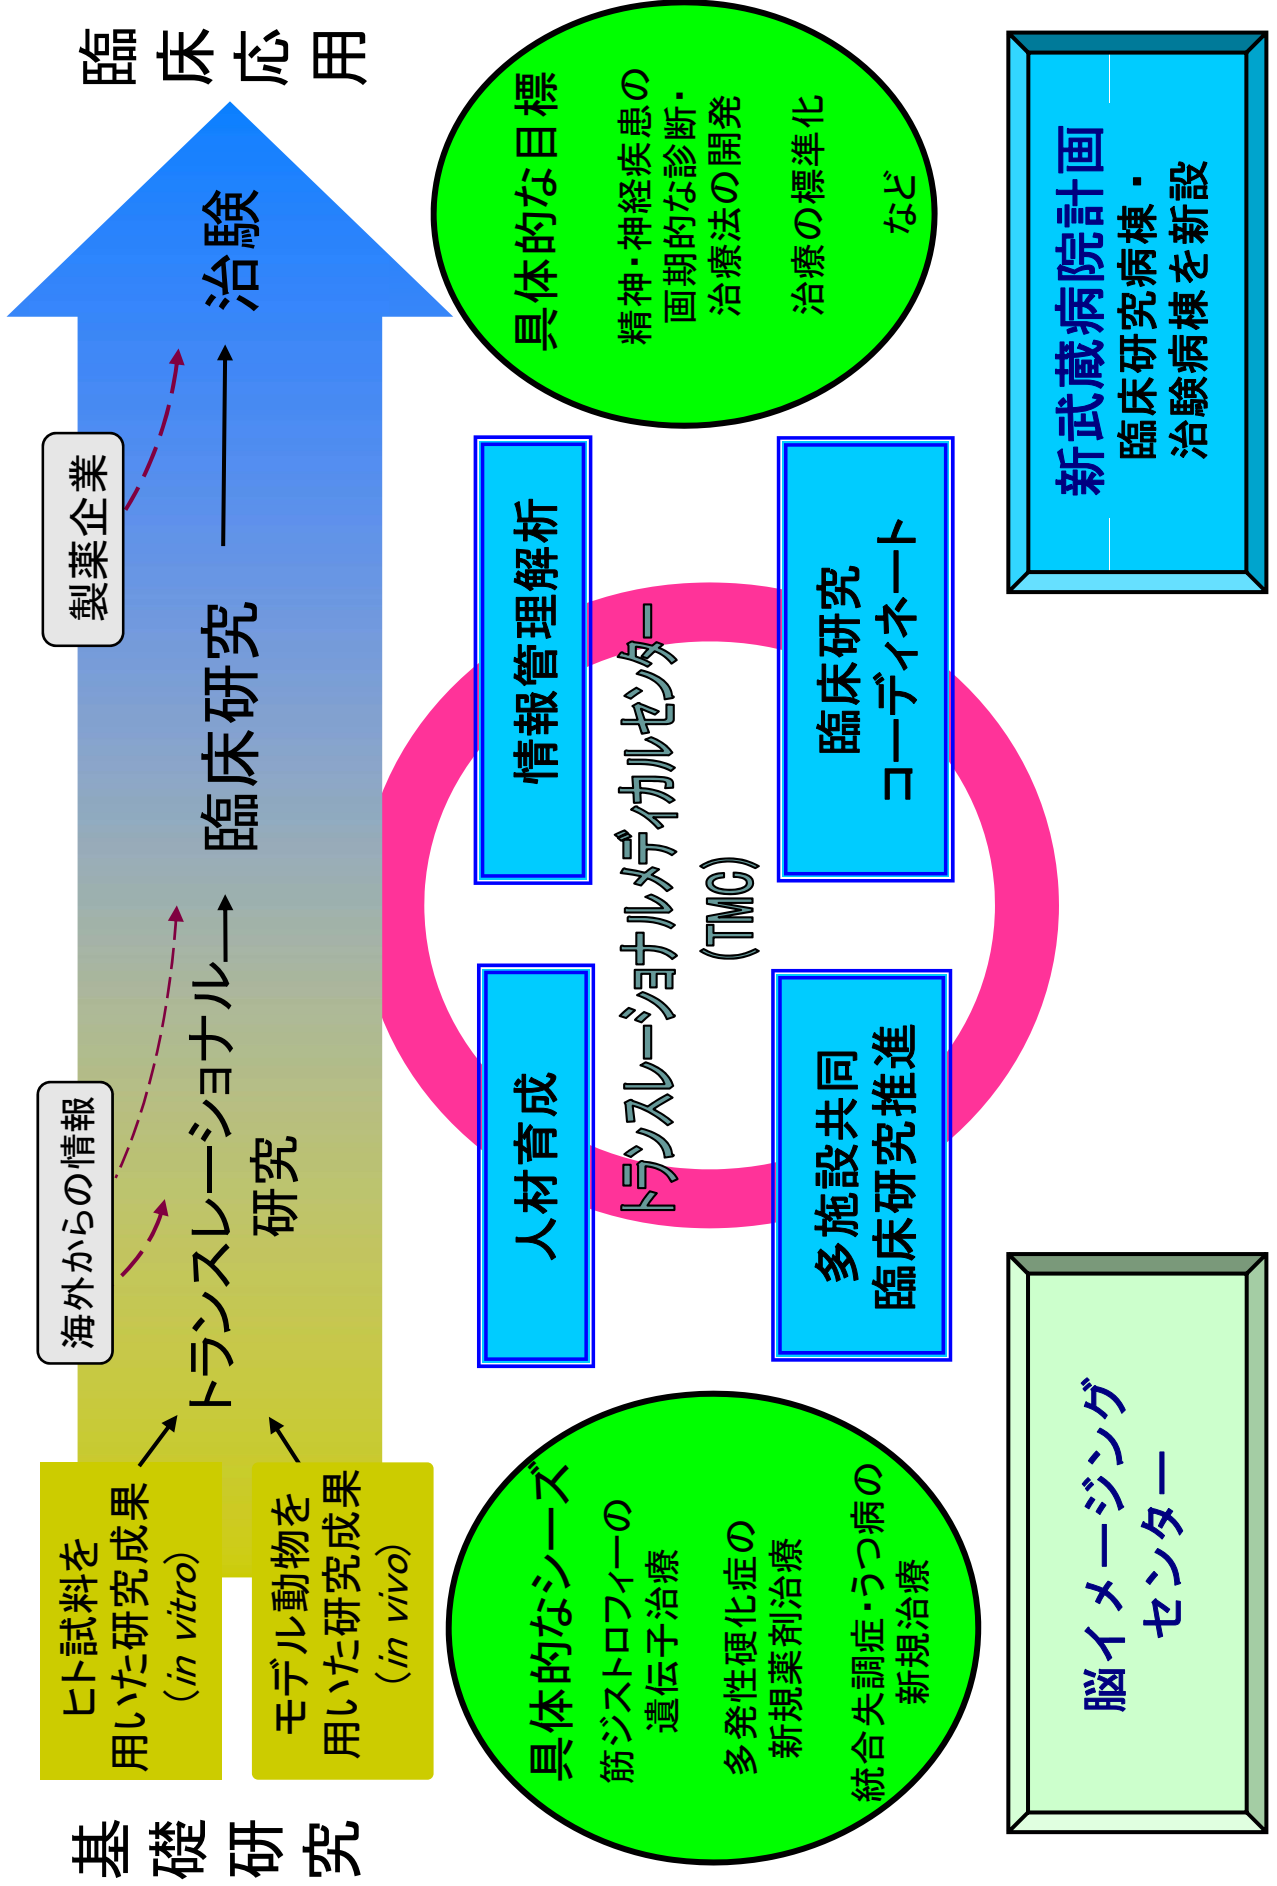 基
礎
研
究
ヒト試料を
用いた研究成果
（in vitro）
モデル動物を
用いた研究成果
（in vivo）
海外からの情報
トランスレーショナル
研究
臨床研究
製薬企業
治験
臨
床
応
用
具体的なシーズ
筋ジストロフィーの
遺伝子治療
多発性硬化症の
新規薬剤治療
統合失調症・うつ病の
新規治療
人材育成
情報管理解析
トランスレーショナルメディカルセンター
(TMC)
多施設共同
臨床研究推進
臨床研究
コーディネート
具体的な目標
精神・神経疾患の
画期的な診断・
治療法の開発
治療の標準化
など
脳イメージング
センター
新武蔵病院計画
臨床研究病棟・
治験病棟を新設